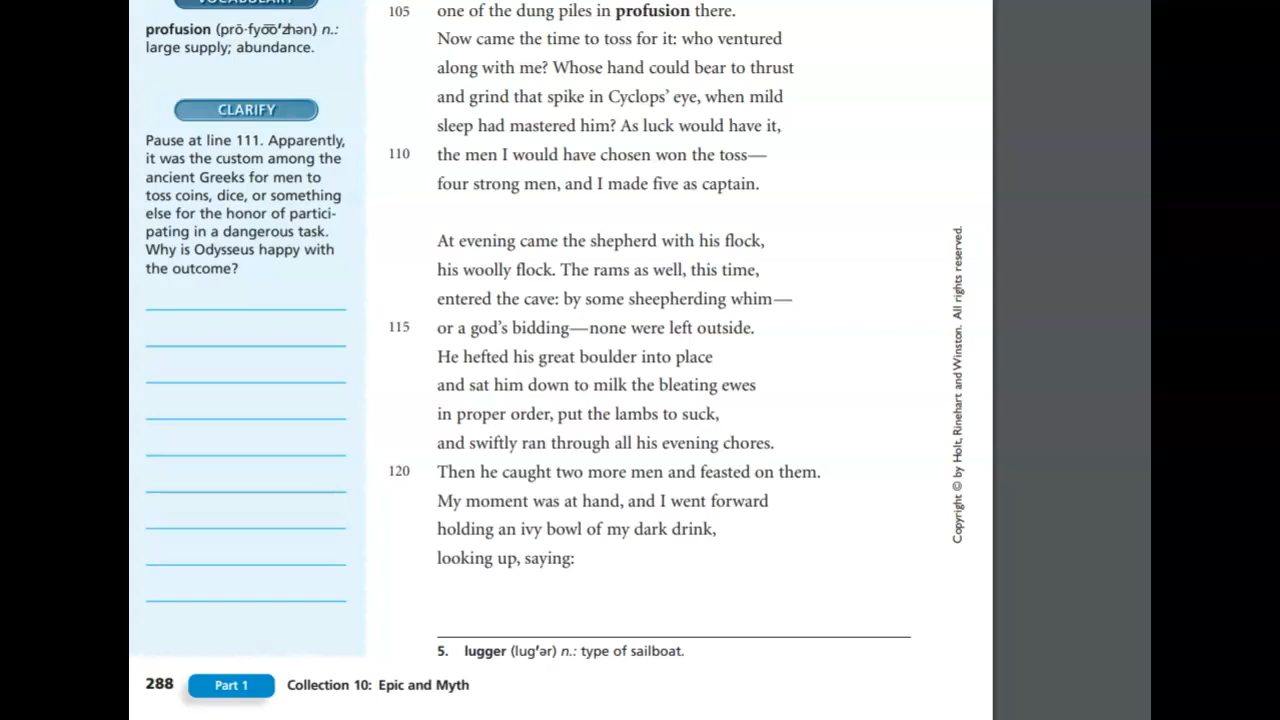 VOCABULARY
profusion (prō·fyo͞o′zhən) n.:
large supply; abundance.
CLARIFY
Pause at line 111. Apparently,
it was the custom among the
ancient Greeks for men to
toss coins, dice, or something
else for the honor of partici-
pating in a dangerous task.
Why is Odysseus happy with
the outcome?
105 one of the dung piles in profusion there.
Now came the time to toss for it: who ventured
along with me? Whose hand could bear to thrust
and grind that spike in Cyclops’ eye, when mild
sleep had mastered him? As luck would have it,
110 the men I would have chosen won the toss—
four strong men, and I made five as captain.
At evening came the shepherd with his flock,
his woolly flock. The rams as well, this time,
entered the cave: by some sheepherding whim—
115 or a god’s bidding—none were left outside.
He hefted his great boulder into place
and sat him down to milk the bleating ewes
in proper order, put the lambs to suck,
and swiftly ran through all his evening chores.
120 Then he caught two more men and feasted on them.
My moment was at hand, and I went forward
holding an ivy bowl of my dark drink,
looking up, saying:
5. lugger (lug′ər) n.: type of sailboat.
288 Part 1 Collection 10: Epic and Myth
Copyright © by Holt, Rinehart and Winston. All rights reserved.